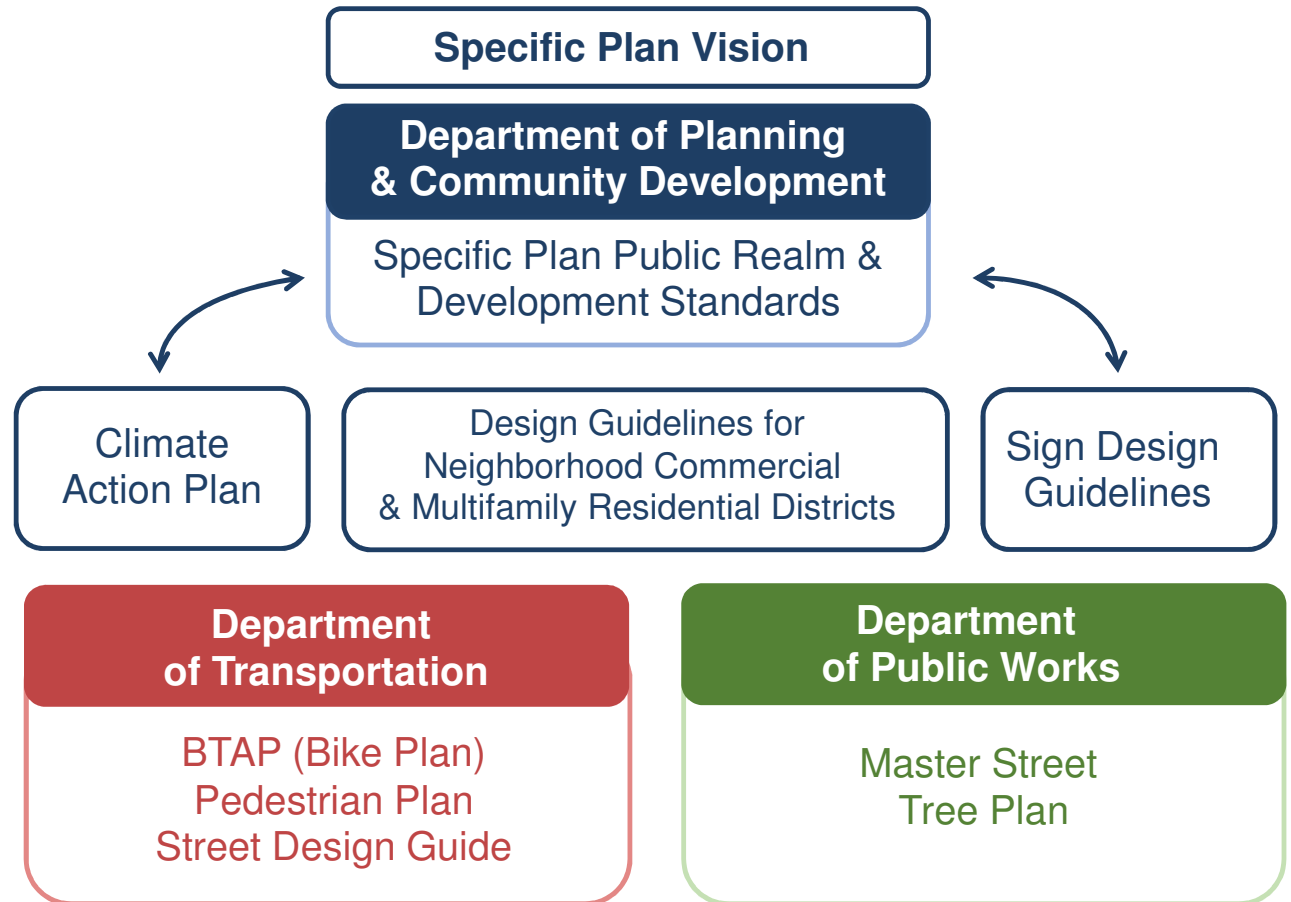 Specific Plan Vision
Department of Planning
& Community Development
Specific Plan Public Realm &
Development Standards
Climate
Action Plan
Design Guidelines for
Neighborhood Commercial
& Multifamily Residential Districts
Sign Design
Guidelines
Department
of Transportation
BTAP (Bike Plan)
Pedestrian Plan
Street Design Guide
Department
of Public Works
Master Street
Tree Plan